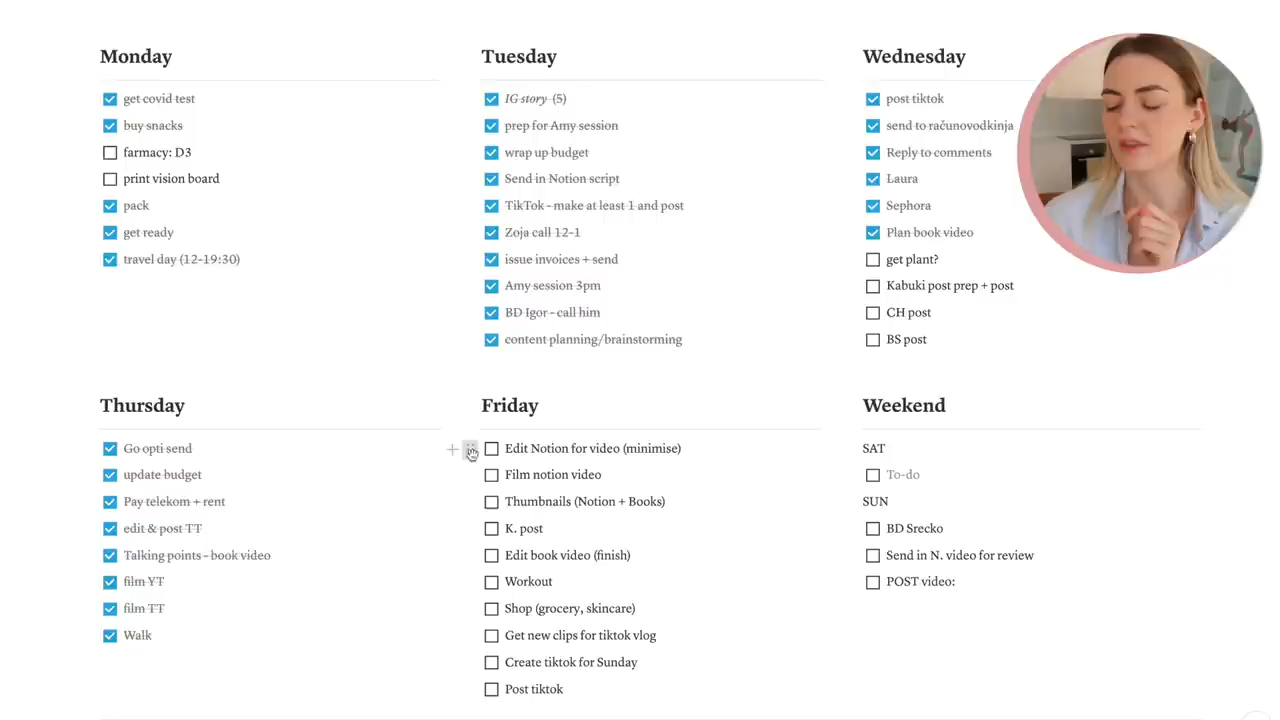 Monday
get covid test
buy snacks
farmacy: D3
print vision board
pack
get ready
travel day (12-19:30)
Tuesday
IG story (5)
prep for Amy session
wrap up budget
Send in Notion script
TikTok - make at least 1 and post
Zoja call 12-1
issue invoices + send
Amy session 3pm
BD Igor - call him
content planning/brainstorming
Wednesday
post tiktok
send to računovodkinja
Reply to comments
Laura
Sephora
Plan book video
get plant?
Kabuki post prep + post
CH post
BS post
Thursday
Go opti send
update budget
Pay telekom + rent
edit & post TT
Talking points - book video
film YT
film TT
Walk
Friday
Edit Notion for video (minimise)
Film notion video
Thumbnails (Notion + Books)
K. post
Edit book video (finish)
Workout
Shop (grocery, skincare)
Get new clips for tiktok vlog
Create tiktok for Sunday
Post tiktok
Weekend
SAT
To-do
SUN
BD Srecko
Send in N. video for review
POST video: